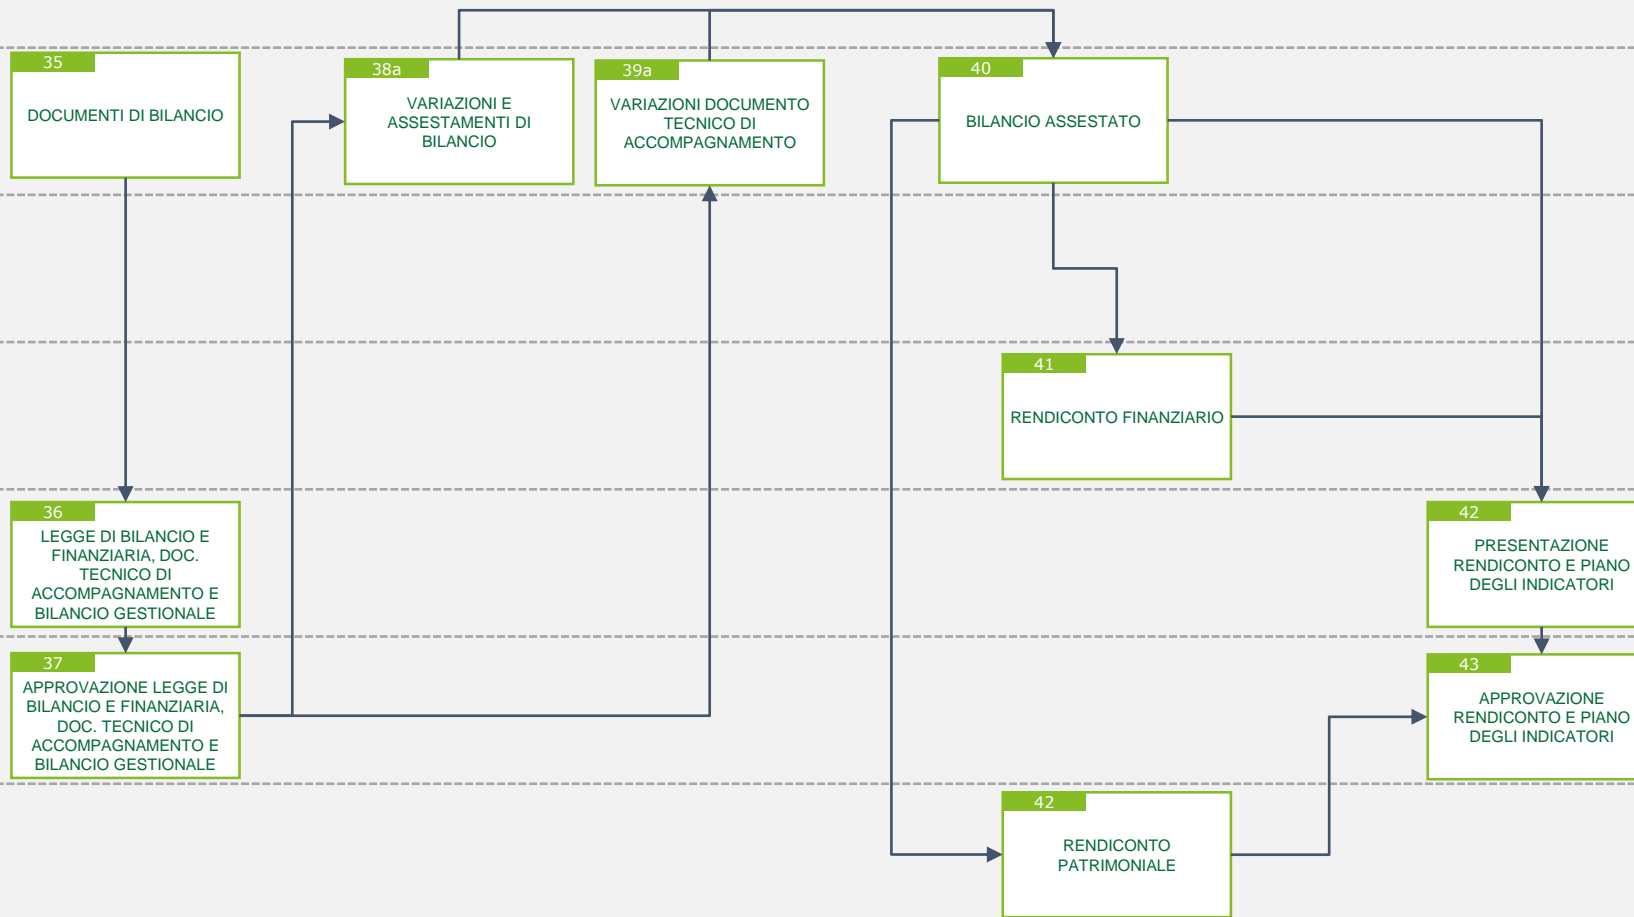 35
DOCUMENTI DI BILANCIO
38a
VARIAZIONI E
ASSESTAMENTI DI
BILANCIO
39a
VARIAZIONI DOCUMENTO
TECNICO DI
ACCOMPAGNAMENTO
40
BILANCIO ASSESTATO
41
RENDICONTO FINANZIARIO
36
LEGGE DI BILANCIO E
FINANZIARIA, DOC.
TECNICO DI
ACCOMPAGNAMENTO E
BILANCIO GESTIONALE
42
PRESENTAZIONE
RENDICONTO E PIANO
DEGLI INDICATORI
37
APPROVAZIONE LEGGE DI
BILANCIO E FINANZIARIA,
DOC. TECNICO DI
ACCOMPAGNAMENTO E
BILANCIO GESTIONALE
43
APPROVAZIONE
RENDICONTO E PIANO
DEGLI INDICATORI
42
RENDICONTO
PATRIMONIALE